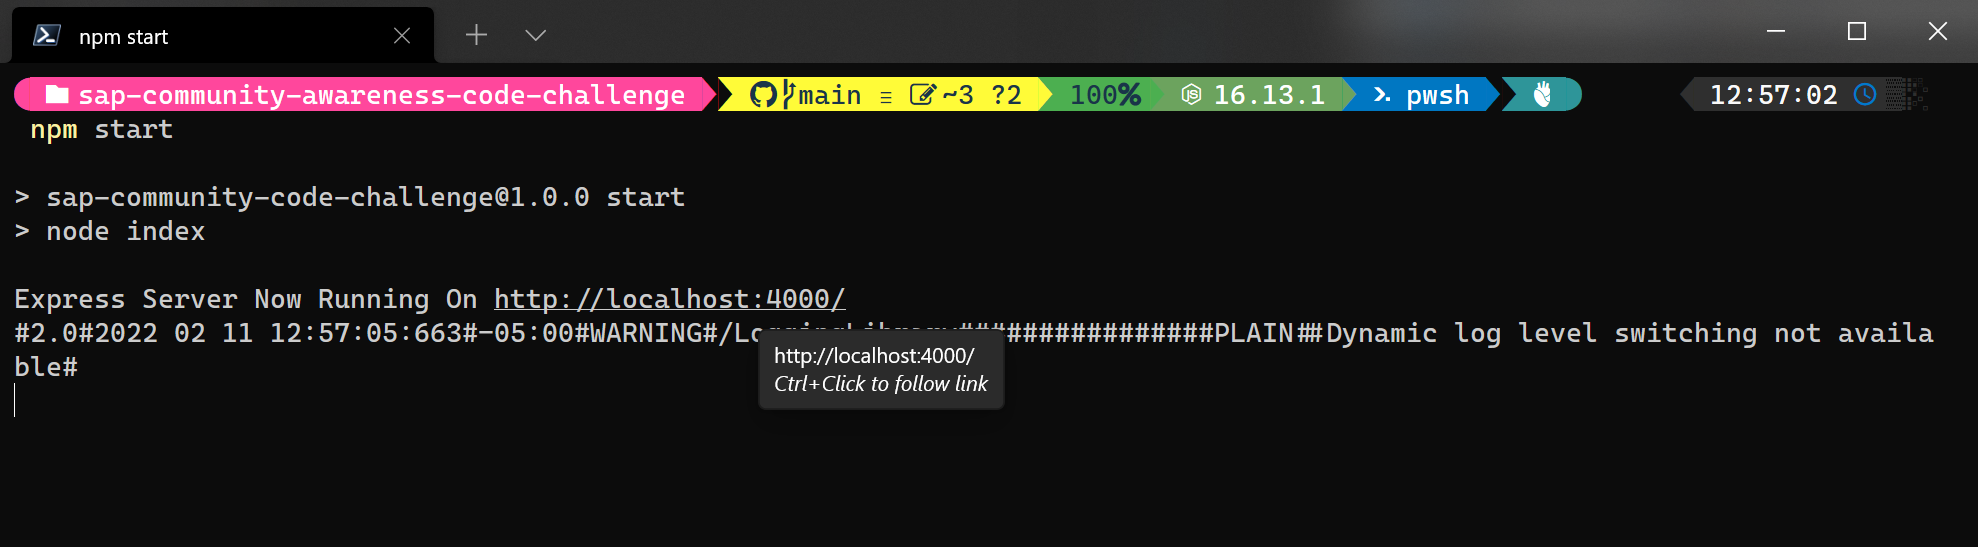 npm start
sap-community-awareness-code-challenge main ≡ ~3 ?2 100% 16.13.1 pwsh 12:57:02
npm start
> sap-community-code-challenge@1.0.0 start
> node index
Express Server Now Running On http://localhost:4000/
#2.0#2022 02 11 12:57:05:663#-05:00#WARNING#/LoggingLibrary################PLAIN##Dynamic log level switching not availa
ble#
http://localhost:4000/
Ctrl+Click to follow link